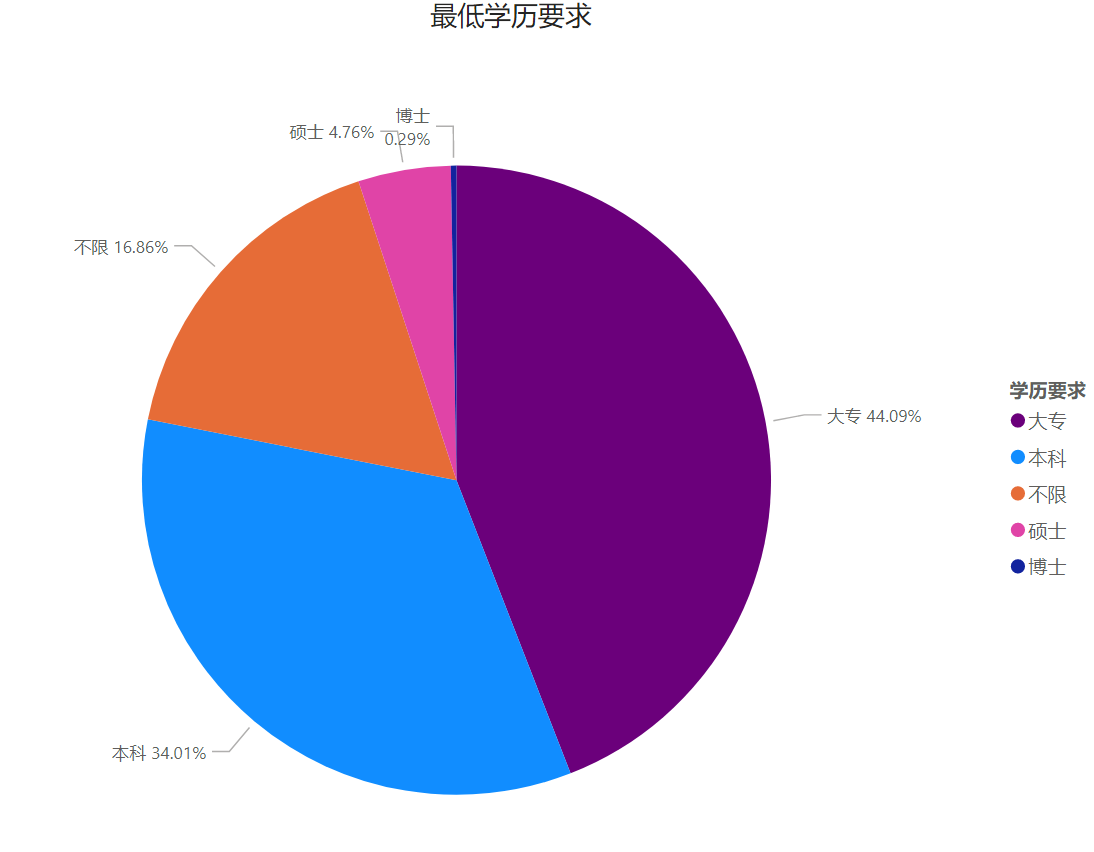 最低学历要求
博士
0.29%
硕士 4.76%
不限 16.86%
大专 44.09%
本科 34.01%
学历要求
大专
本科
不限
硕士
博士